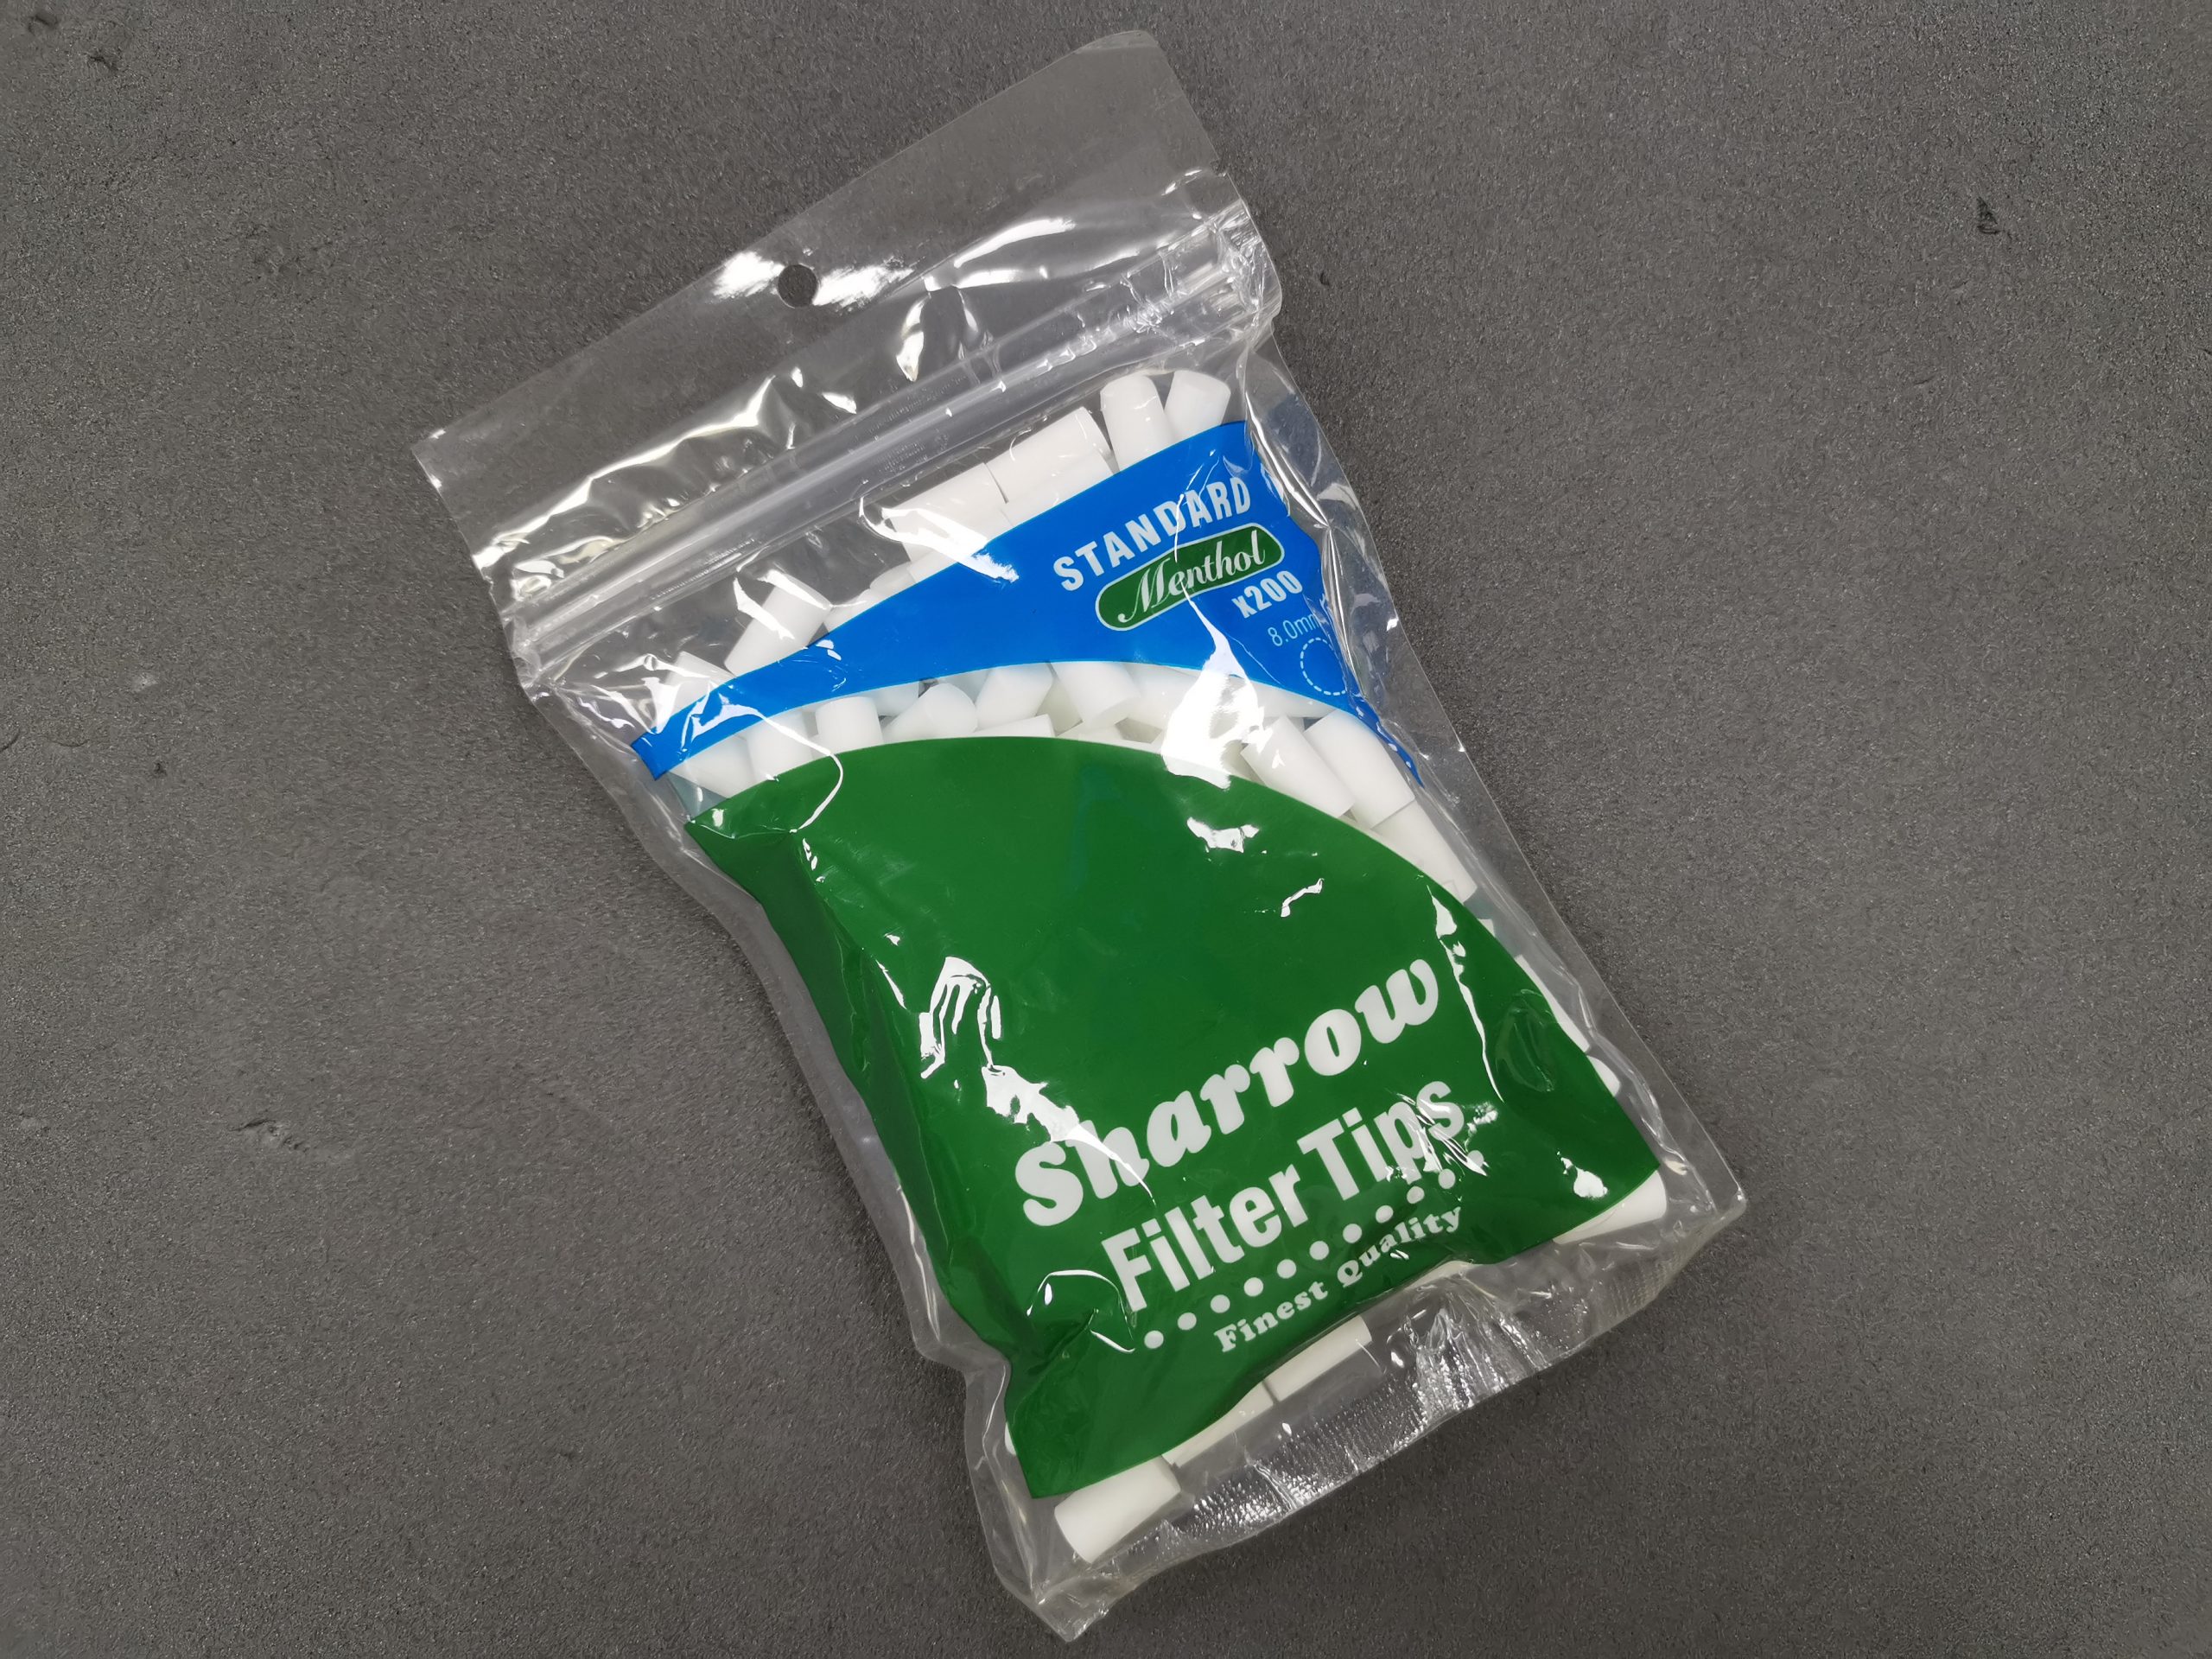 STANDARD
Menthol
x200
8.0mm
Sharrow
Filter Tips
Finest Quality